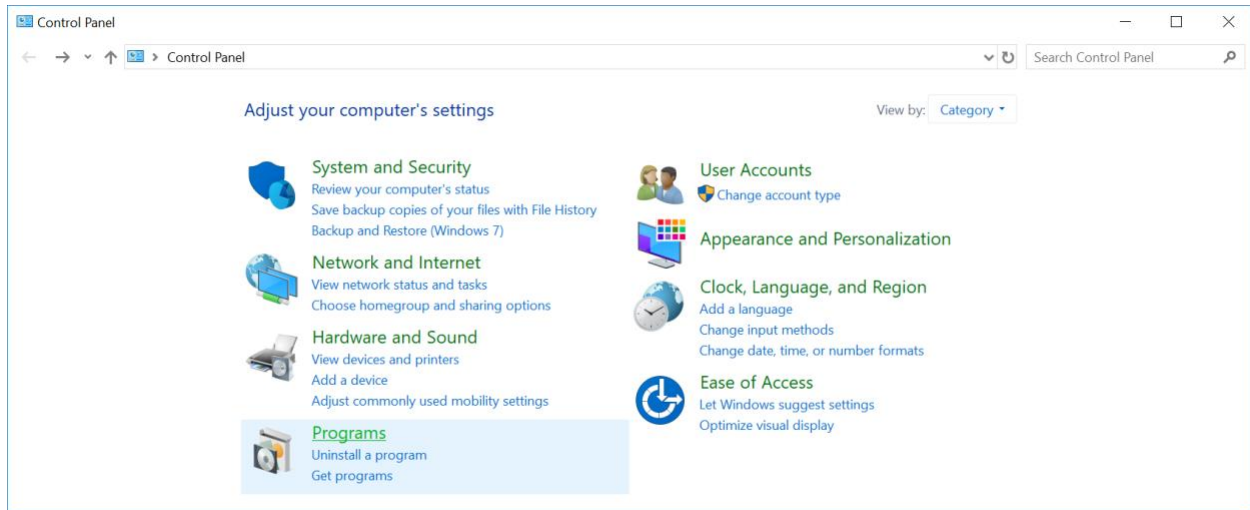 Control Panel
Control Panel
Search Control Panel
Adjust your computer's settings
View by: Category
System and Security
Review your computer's status
Save backup copies of your files with File History
Backup and Restore (Windows 7)
Network and Internet
View network status and tasks
Choose homegroup and sharing options
Hardware and Sound
View devices and printers
Add a device
Adjust commonly used mobility settings
Programs
Uninstall a program
Get programs
User Accounts
Change account type
Appearance and Personalization
Clock, Language, and Region
Add a language
Change input methods
Change date, time, or number formats
Ease of Access
Let Windows suggest settings
Optimize visual display